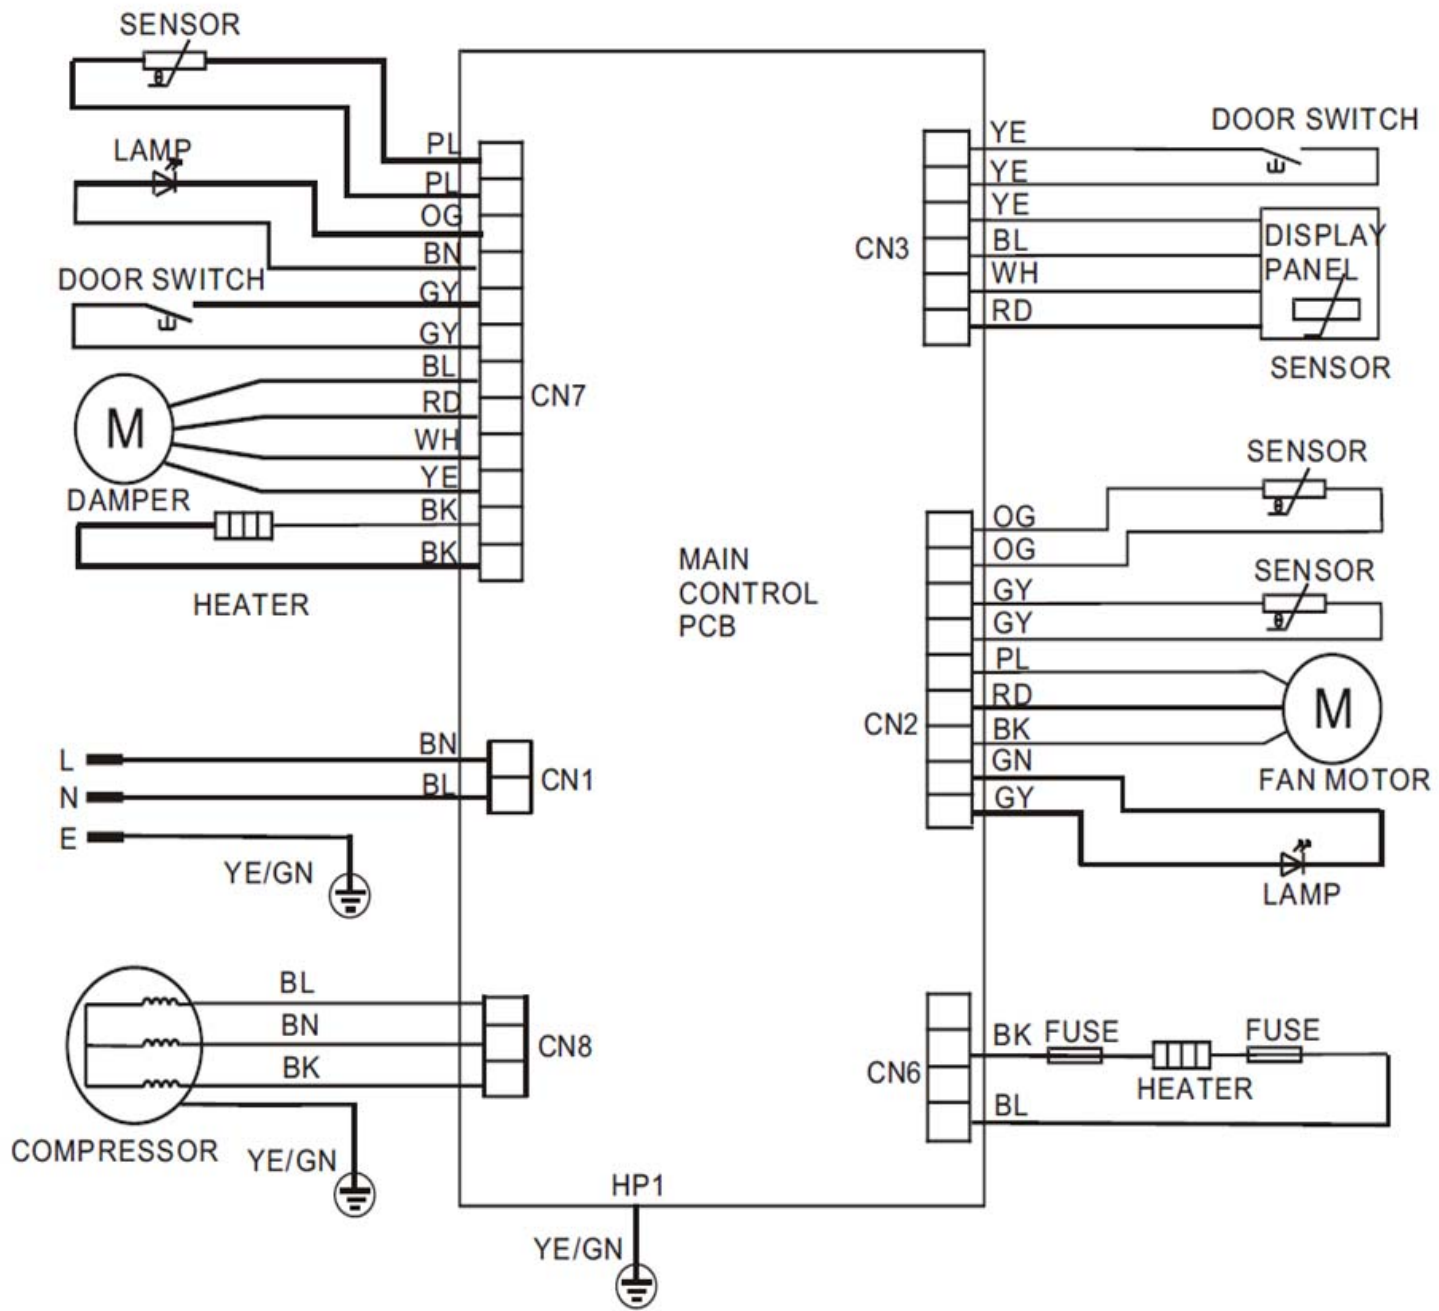 SENSOR
PL
LAMP
PL
OG
BN
DOOR SWITCH
GY
GY
BL
CN7
RD
M
WH
YE
DAMPER
BK
BK
HEATER
L
BN
CN1
N
BL
E
YE/GN
BL
BN
CN8
BK
COMPRESSOR
YE/GN
MAIN
CONTROL
PCB
HP1
YE/GN
YE
DOOR SWITCH
YE
YE
CN3
BL
DISPLAY
PANEL
WH
RD
SENSOR
SENSOR
OG
OG
SENSOR
GY
GY
PL
RD
M
CN2
BK
GN
FAN MOTOR
GY
LAMP
BK
FUSE
FUSE
CN6
HEATER
BL